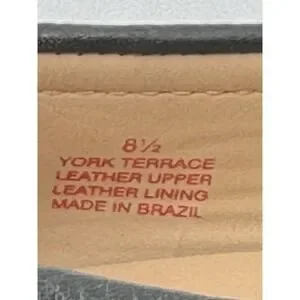 8½
YORK TERRACE
LEATHER UPPER
LEATHER LINING
MADE IN BRAZIL